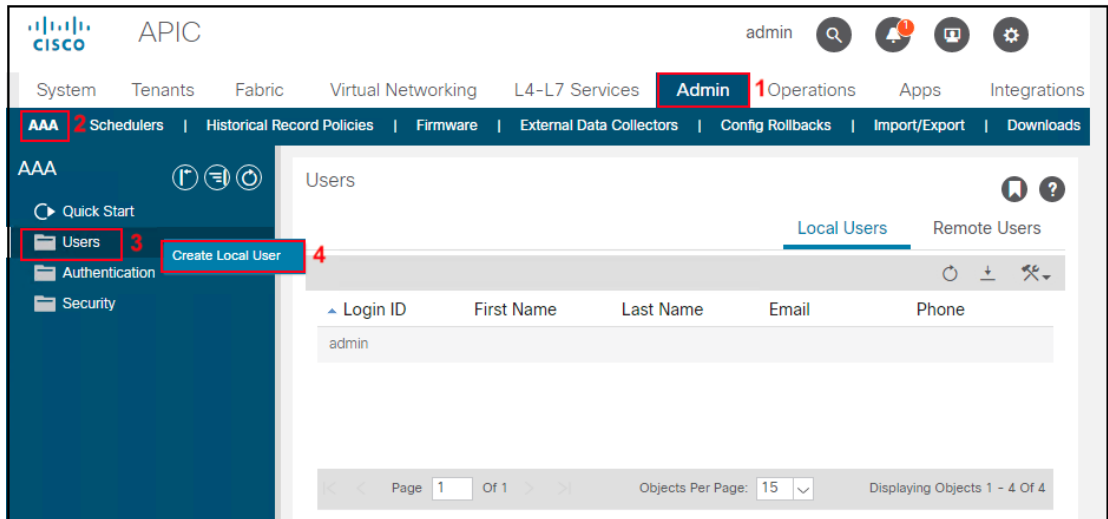 CISCO APIC admin 1
System Tenants Fabric Virtual Networking L4-L7 Services Admin 1 Operations Apps Integrations
AAA 2 Schedulers | Historical Record Policies | Firmware | External Data Collectors | Config Rollbacks | Import/Export | Downloads
AAA
Quick Start
Users 3
Create Local User 4
Authentication
Security
Users
Local Users Remote Users
Login ID First Name Last Name Email Phone
admin
Page 1 Of 1 Objects Per Page: 15 Displaying Objects 1 - 4 Of 4